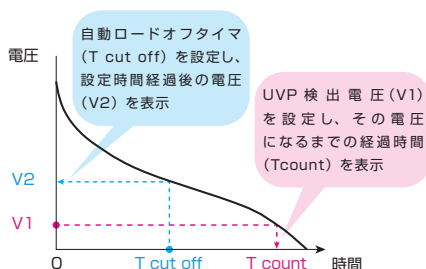 自動ロードオフタイマ
(T cut off) を設定し、
設定時間経過後の電圧
(V2) を表示
電圧
UVP検出電圧(V1)
を設定し、その電圧
になるまでの経過時間
(Tcount) を表示
V2
V1
O
T cut off
T count
時間